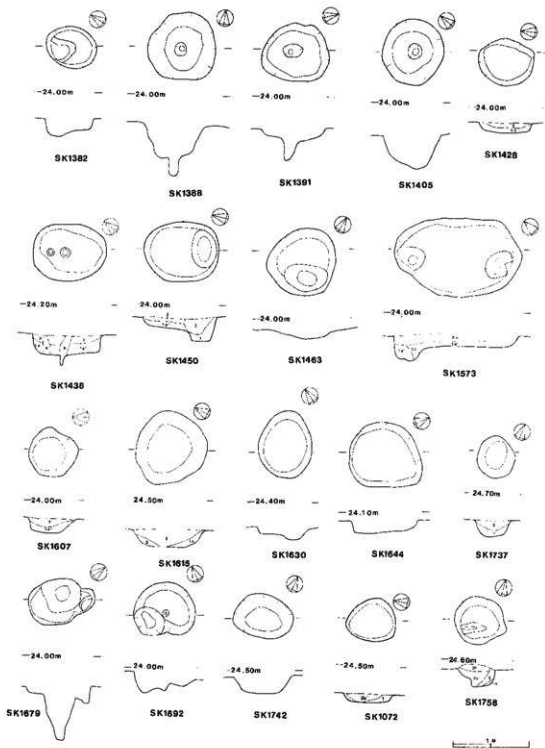 -24.00m
-24.00m
-24.00m
-24.00m
24.00m
SK1382
SK1388
SK1391
SK1405
SK1428
-24.20m
24.00m
-24.00m
-24.00m
SK1438
SK1450
SK1463
SK1573
-24.00m
24.50m
-24.40m
-24.10m
-24.70m
SK1607
SK1615
SK1630
SK1644
SK1737
-24.00m
24.00m
-24.50m
-24.50m
-24.60m
SK1679
SK1692
SK1742
SK1072
SK1758